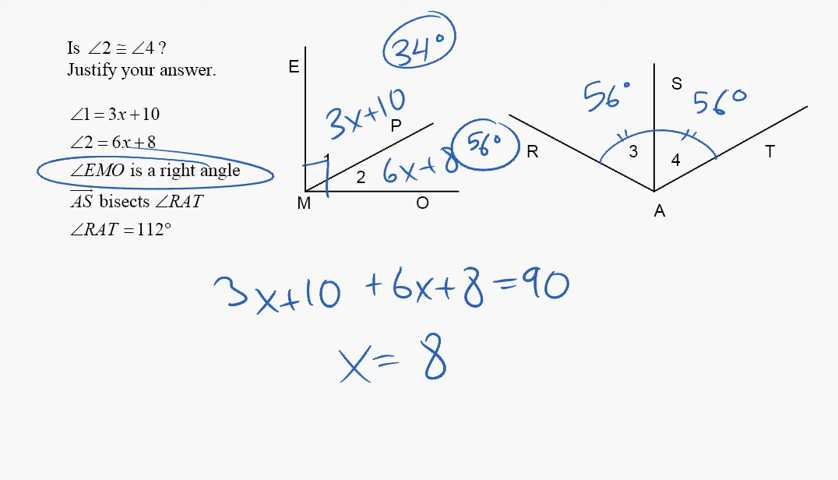 Is ∠2 ≅ ∠4 ?
Justify your answer.
∠1 = 3x + 10
∠2 = 6x + 8
∠EMO is a right angle
AS bisects ∠RAT
∠RAT = 112°
34°
E
3x+10
P
1
2
6x+8
56°
M
O
56°
S
56°
R
3
4
T
A
3x+10 +6x+8=90
x= 8